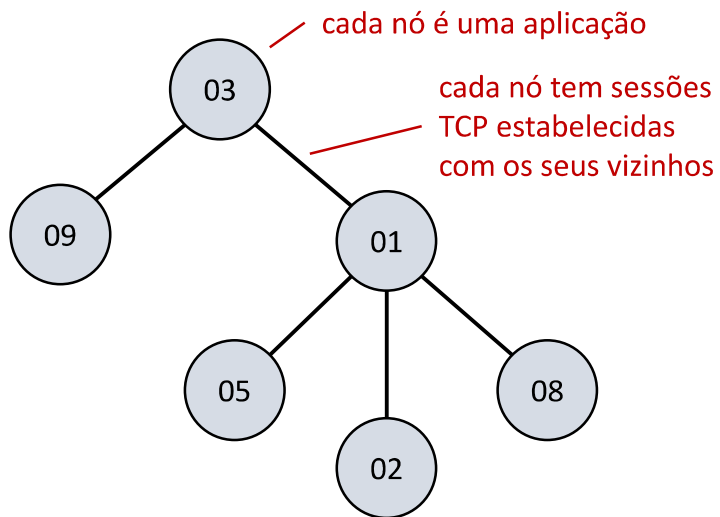 cada nó é uma aplicação
03
cada nó tem sessões
TCP estabelecidas
com os seus vizinhos
09
01
05
08
02